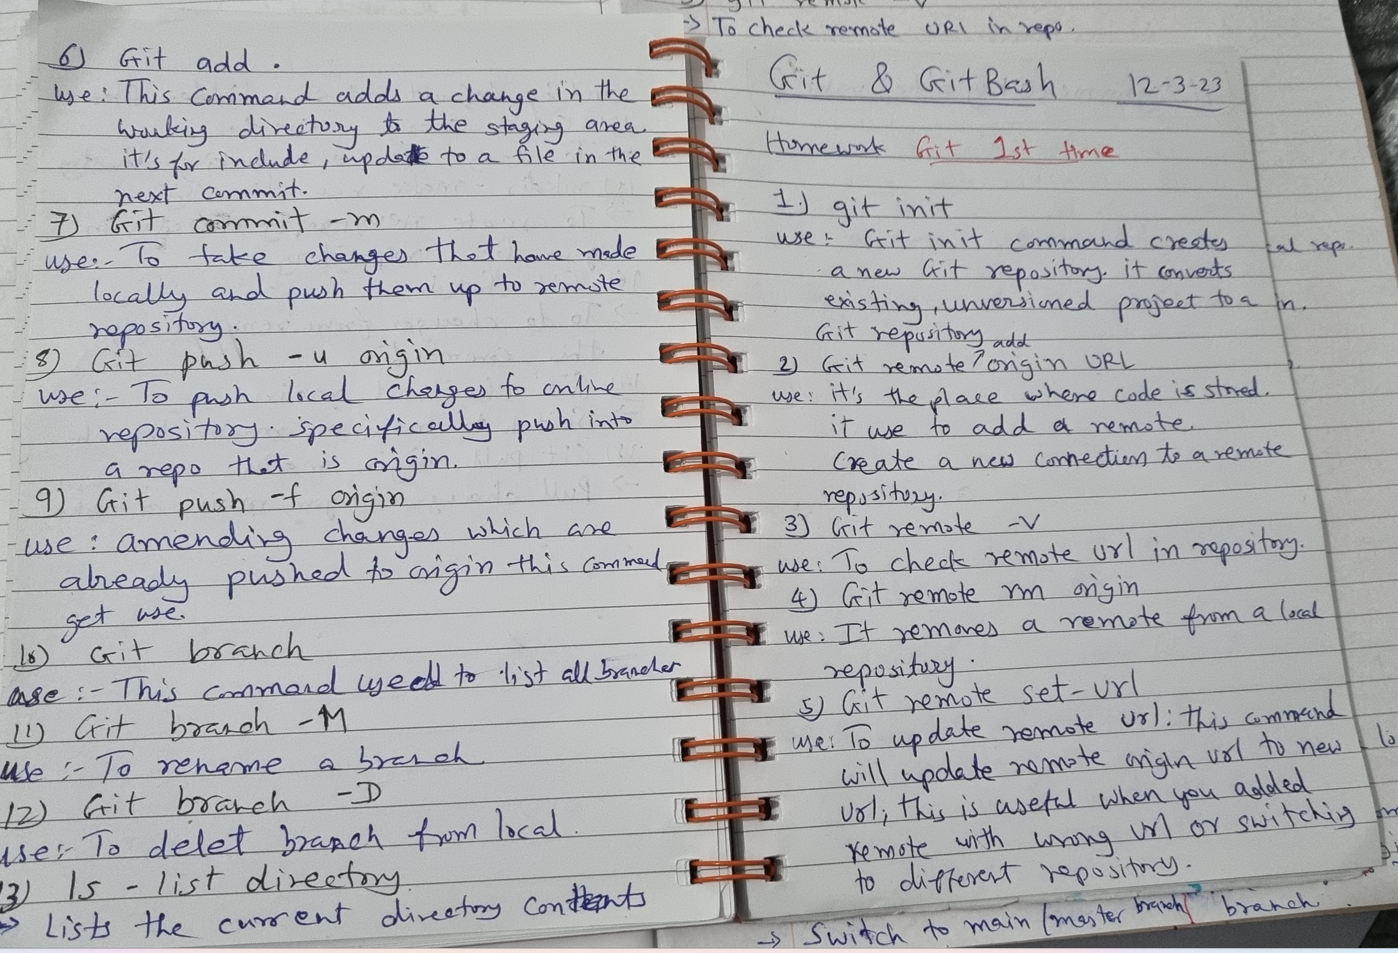 6) Git add .
use: This Command adds a change in the
working directory to the staging area.
it's for include, update to a file in the
next commit.
7) Git commit -m
use:- To take changes that have made
locally and push them up to remote
repository.
8) Git push -u origin
use:- To push local changes to online
repository. specifically push into
a repo that is origin.
9) Git push -f origin
use: amending changes which are
already pushed to origin this command
get use.
10) Git branch
use:- This command used to list all branches
11) Git branch -M
use:- To rename a branch
12) Git branch -D
use:- To delet branch from local.
3) ls - list directory.
Lists the current directory contents
-> To check remote URl in repo.
Git & GitBash 12-3-23
Homework Git 1st time
1) git init
use: Git init command creates
a new Git repository. it converts
existing, unversioned project to a
Git repository
add
2) Git remote origin URL
use: it's the place where code is stored.
it use to add a remote.
Create a new connection to a remote
repository.
3) Git remote -v
use: To check remote url in repository.
4) Git remote rm origin
use: It removes a remote from a local
repository.
5) Git remote set-url
use: To update remote url: this command
will update remote origin url to new
url; this is useful when you added
remote with wrong url or switching
to different repository.
-> Switch to main (master branch) branch.